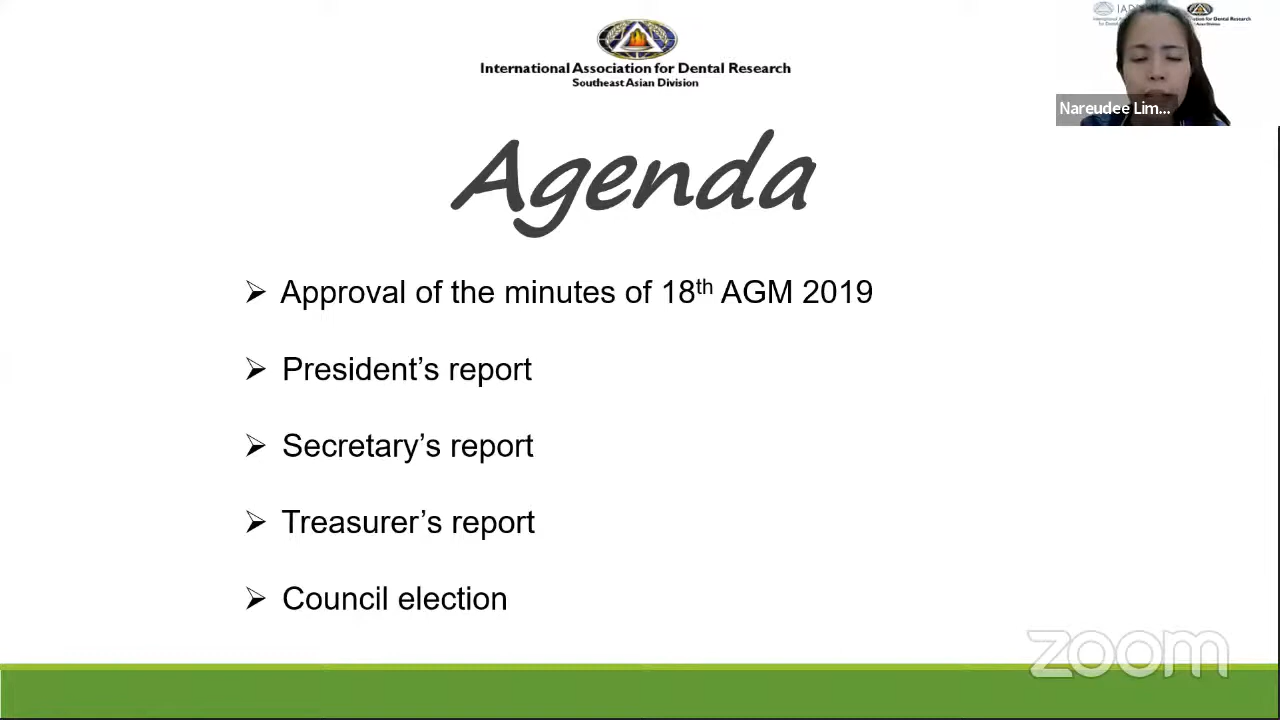 International Association for Dental Research
Southeast Asian Division
Nareudee Lim...
Agenda
➢ Approval of the minutes of 18th AGM 2019
➢ President’s report
➢ Secretary’s report
➢ Treasurer’s report
➢ Council election
zoom